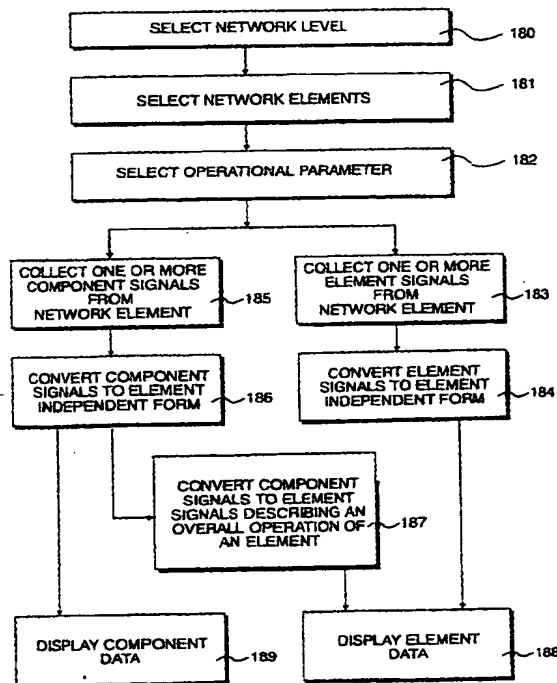 SELECT NETWORK LEVEL
180
SELECT NETWORK ELEMENTS
181
SELECT OPERATIONAL PARAMETER
182
COLLECT ONE OR MORE
COMPONENT SIGNALS
FROM
NETWORK ELEMENT
185
COLLECT ONE OR MORE
ELEMENT SIGNALS
FROM
NETWORK ELEMENT
183
CONVERT COMPONENT
SIGNALS TO ELEMENT
INDEPENDENT FORM
186
CONVERT ELEMENT
SIGNALS TO ELEMENT
INDEPENDENT FORM
184
CONVERT COMPONENT
SIGNALS TO ELEMENT
SIGNALS DESCRIBING AN
OVERALL OPERATION OF
AN ELEMENT
187
DISPLAY COMPONENT
DATA
189
DISPLAY ELEMENT
DATA
188